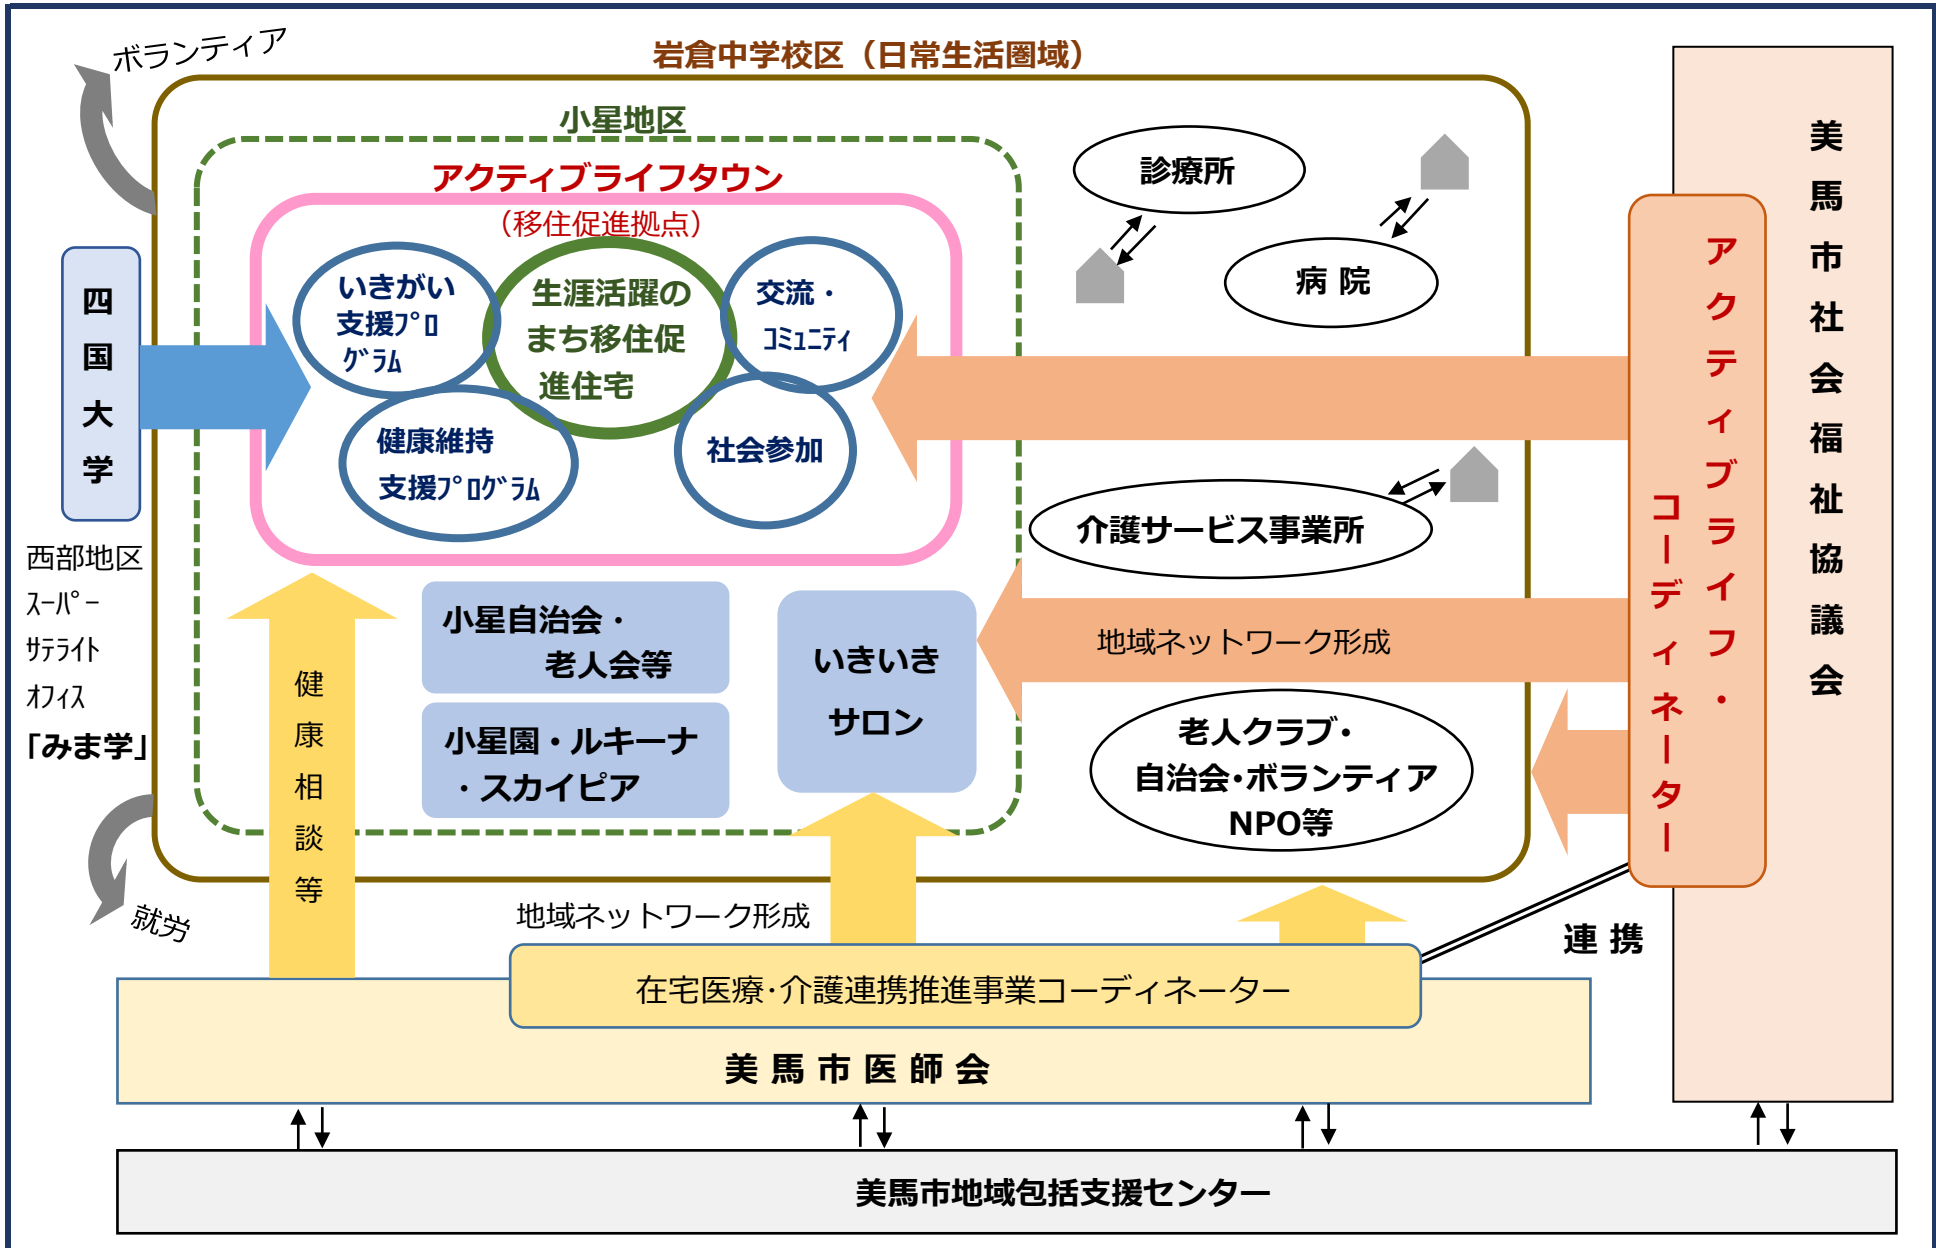 ボランティア
岩倉中学校区（日常生活圏域）
小星地区
アクティブライフタウン
（移住促進拠点）
いきがい
支援ﾌﾟﾛ
ｸﾞﾗﾑ
生涯活躍の
まち移住促
進住宅
交流・
ｺﾐｭﾆﾃｨ
健康維持
支援ﾌﾟﾛｸﾞﾗﾑ
社会参加
診療所
病 院
介護サービス事業所
四国大学
西部地区
ｽｰﾊﾟｰ
ｻﾃﾗｲﾄ
ｵﾌｨｽ
「みま学」
就労
健康相談等
小星自治会・
老人会等
小星園・ルキーナ
・スカイピア
いきいき
サロン
地域ネットワーク形成
老人クラブ・
自治会・ボランティア
NPO等
アクティブライフ・
コーディネーター
美馬市社会福祉協議会
地域ネットワーク形成
連 携
在宅医療・介護連携推進事業コーディネーター
美 馬 市 医 師 会
美馬市地域包括支援センター